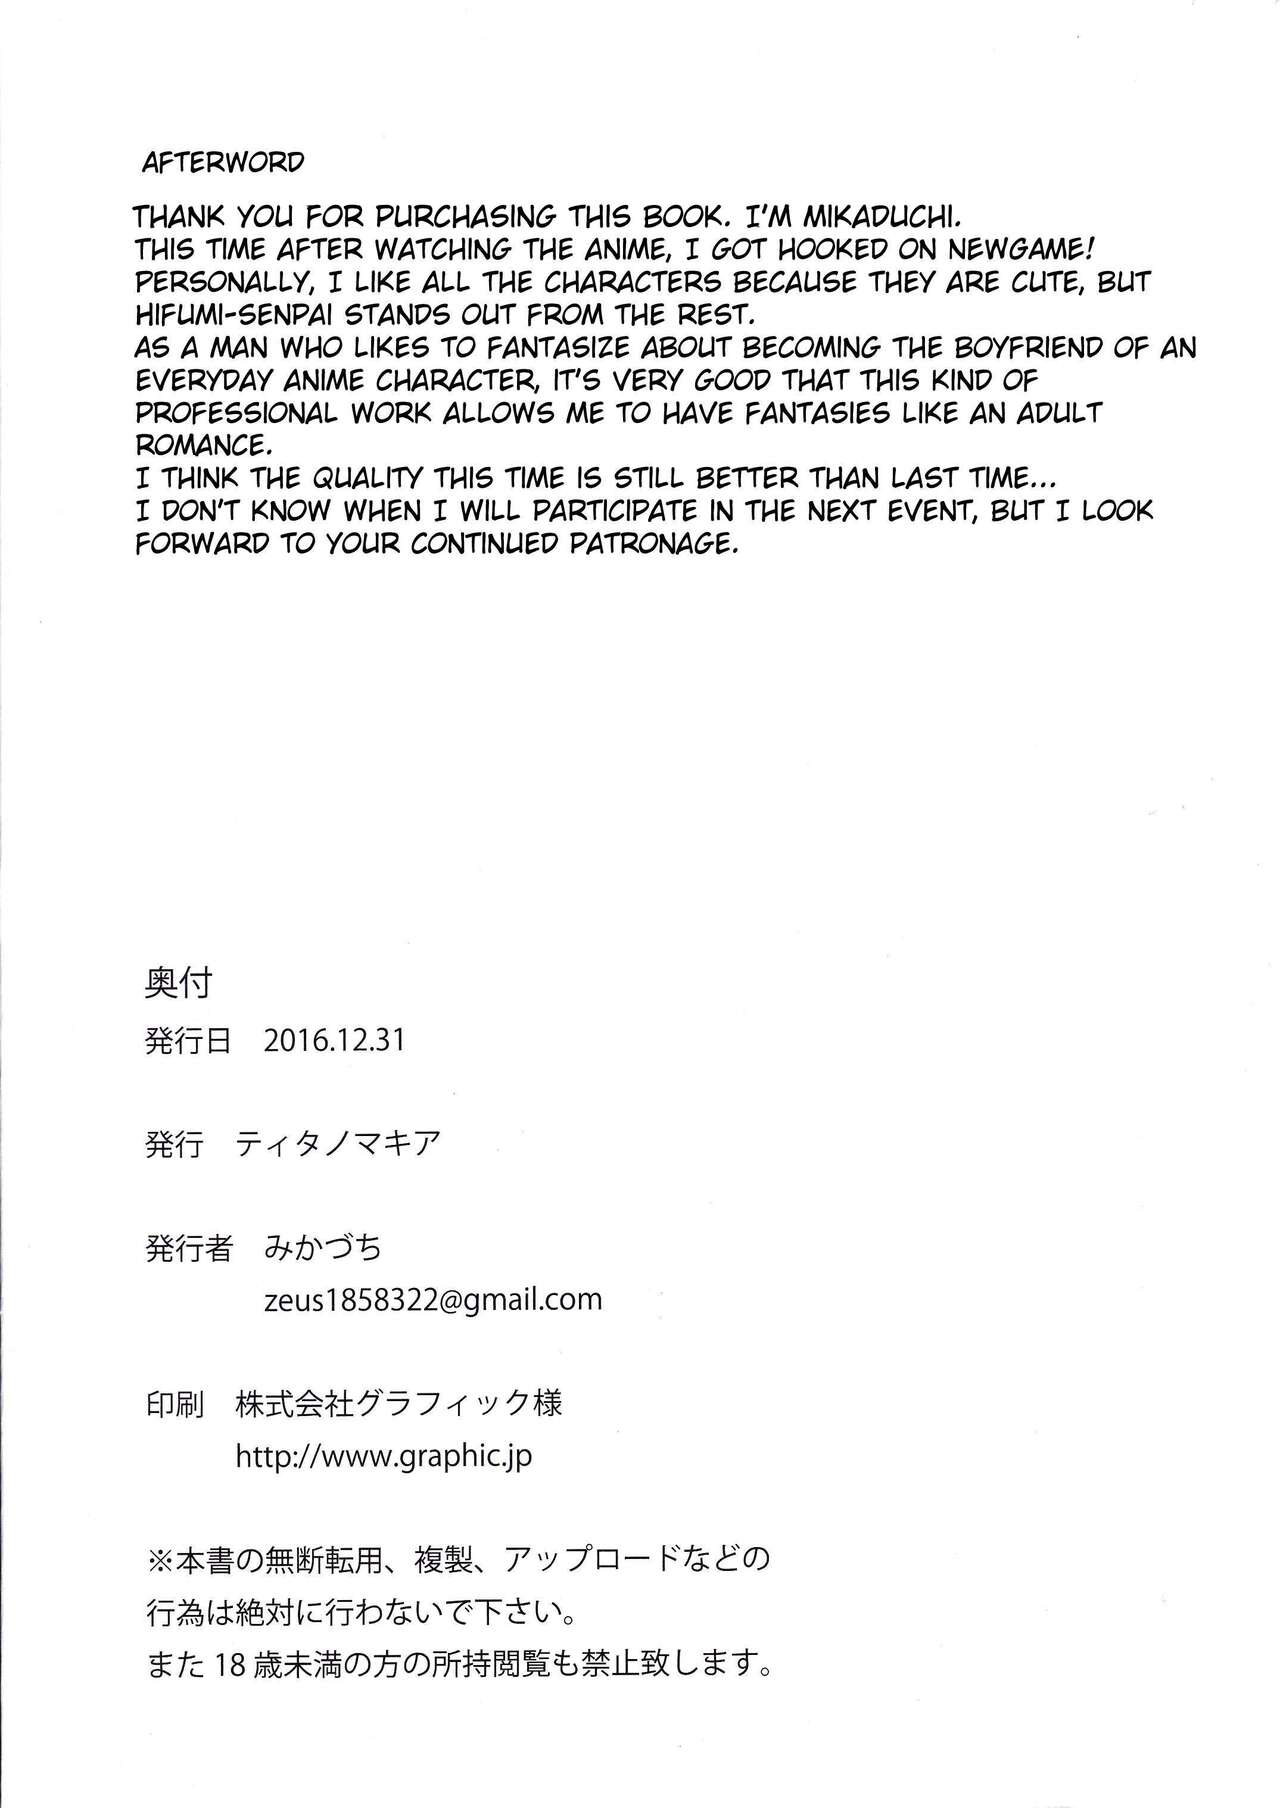 AFTERWORD
THANK YOU FOR PURCHASING THIS BOOK. I'M MIKADUCHI.
THIS TIME AFTER WATCHING THE ANIME, I GOT HOOKED ON NEWGAME!
PERSONALLY, I LIKE ALL THE CHARACTERS BECAUSE THEY ARE CUTE, BUT
HIFUMI-SENPAI STANDS OUT FROM THE REST.
AS A MAN WHO LIKES TO FANTASIZE ABOUT BECOMING THE BOYFRIEND OF AN
EVERYDAY ANIME CHARACTER, IT'S VERY GOOD THAT THIS KIND OF
PROFESSIONAL WORK ALLOWS ME TO HAVE FANTASIES LIKE AN ADULT
ROMANCE.
I THINK THE QUALITY THIS TIME IS STILL BETTER THAN LAST TIME...
I DON'T KNOW WHEN I WILL PARTICIPATE IN THE NEXT EVENT, BUT I LOOK
FORWARD TO YOUR CONTINUED PATRONAGE.
奥付
発行日　2016.12.31
発行　ティタノマキア
発行者　みかづち
zeus1858322@gmail.com
印刷　株式会社グラフィック様
http://www.graphic.jp
※本書の無断転用、複製、アップロードなどの
行為は絶対に行わないで下さい。
また 18 歳未満の方の所持閲覧も禁止致します。